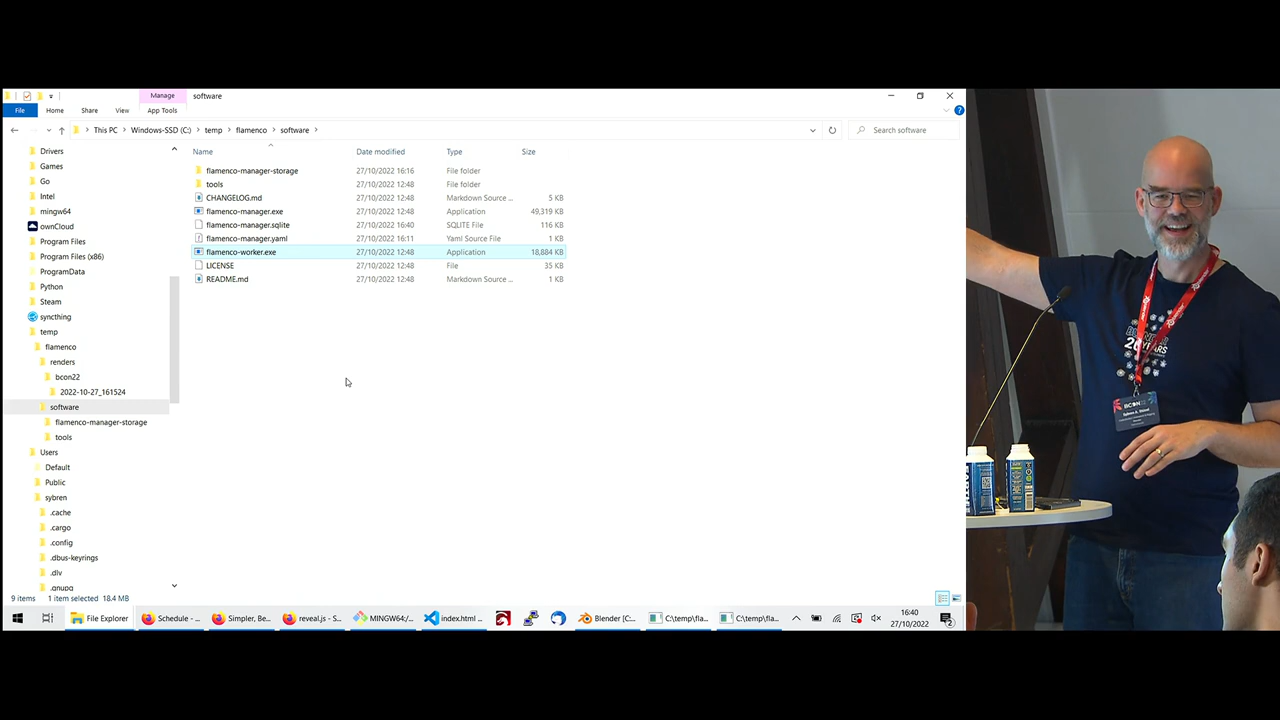 Manage
software
File
Home
Share
View
App Tools
This PC
Windows-SSD (C:)
temp
flamenco
software
Search software
Name
Date modified
Type
Size
flamenco-manager-storage 27/10/2022 16:16 File folder
tools 27/10/2022 12:48 File folder
CHANGELOG.md 27/10/2022 12:48 Markdown Source ... 5 KB
flamenco-manager.exe 27/10/2022 12:48 Application 49,319 KB
flamenco-manager.sqlite 27/10/2022 16:40 SQLITE File 116 KB
flamenco-manager.yaml 27/10/2022 16:11 Yaml Source File 1 KB
flamenco-worker.exe 27/10/2022 12:48 Application 18,884 KB
LICENSE 27/10/2022 12:48 File 35 KB
README.md 27/10/2022 12:48 Markdown Source ... 1 KB
Drivers
Games
Go
Intel
mingw64
ownCloud
Program Files
Program Files (x86)
ProgramData
Python
Steam
syncthing
temp
flamenco
renders
bcon22
2022-10-27_161524
software
flamenco-manager-storage
tools
Users
Default
Public
sybren
.cache
.cargo
.config
.dbus-keyrings
.div
.gnupg
9 items
1 item selected 18.4 MB
File Explorer
Schedule - ...
Simpler, Be...
reveal.js - S...
MINGW64:/...
index.html ...
Blender [C:...
C:\temp\fla...
C:\temp\fla...
16:40
27/10/2022
2
20 YEARS